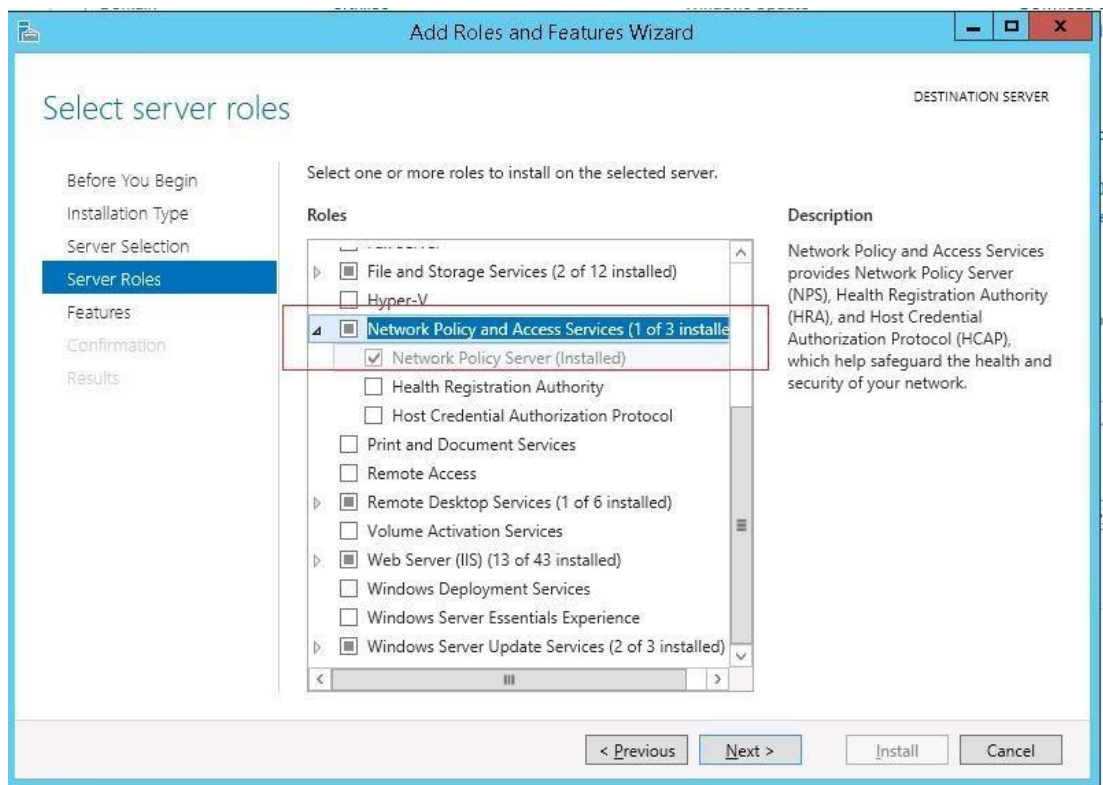 Add Roles and Features Wizard
Select server roles
DESTINATION SERVER
Before You Begin
Installation Type
Server Selection
Server Roles
Features
Confirmation
Results
Select one or more roles to install on the selected server.
Roles
File and Storage Services (2 of 12 installed)
Hyper-V
Network Policy and Access Services (1 of 3 installe
Network Policy Server (Installed)
Health Registration Authority
Host Credential Authorization Protocol
Print and Document Services
Remote Access
Remote Desktop Services (1 of 6 installed)
Volume Activation Services
Web Server (IIS) (13 of 43 installed)
Windows Deployment Services
Windows Server Essentials Experience
Windows Server Update Services (2 of 3 installed)
Description
Network Policy and Access Services
provides Network Policy Server
(NPS), Health Registration Authority
(HRA), and Host Credential
Authorization Protocol (HCAP),
which help safeguard the health and
security of your network.
< Previous
Next >
Install
Cancel